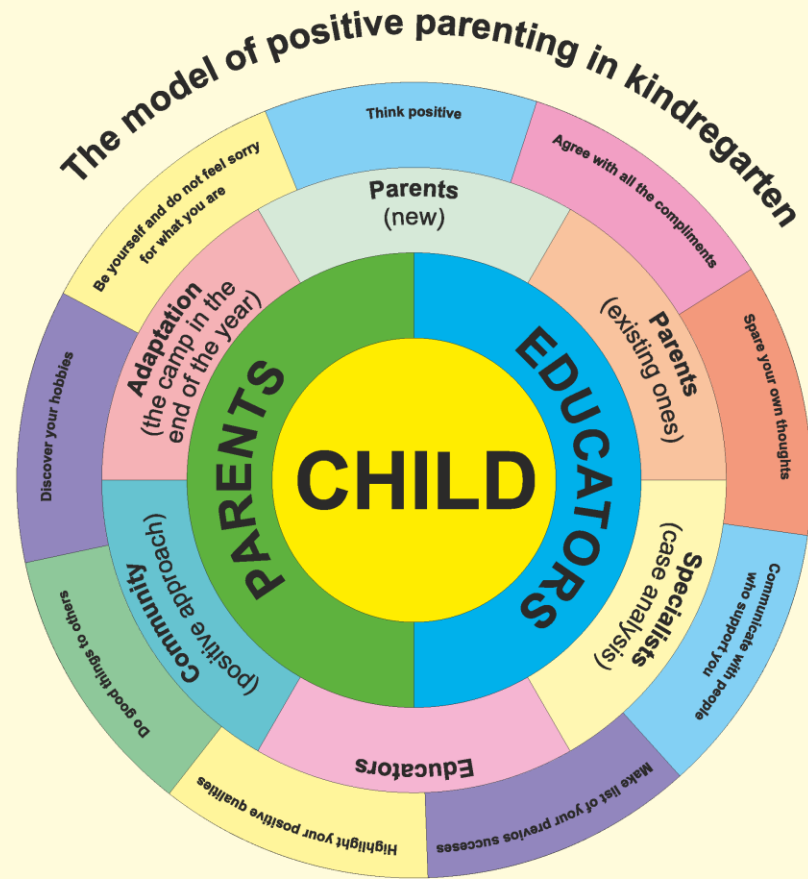 The model of positive parenting in kindregarten
Think positive
Agree with all the compliments
Spare your own thoughts
Communicate with people
who support you
Make list of your previos succeses
Highlight your positive qualities
Do good things to others
Discover your hobbies
Be yourself and do not feel sorry
for what you are
Parents
(new)
Parents
(existing ones)
Specialists
(case analysis)
Educators
Community
(positive approach)
Adaptation
(the camp in the
end of the year)
PARENTS
EDUCATORS
CHILD